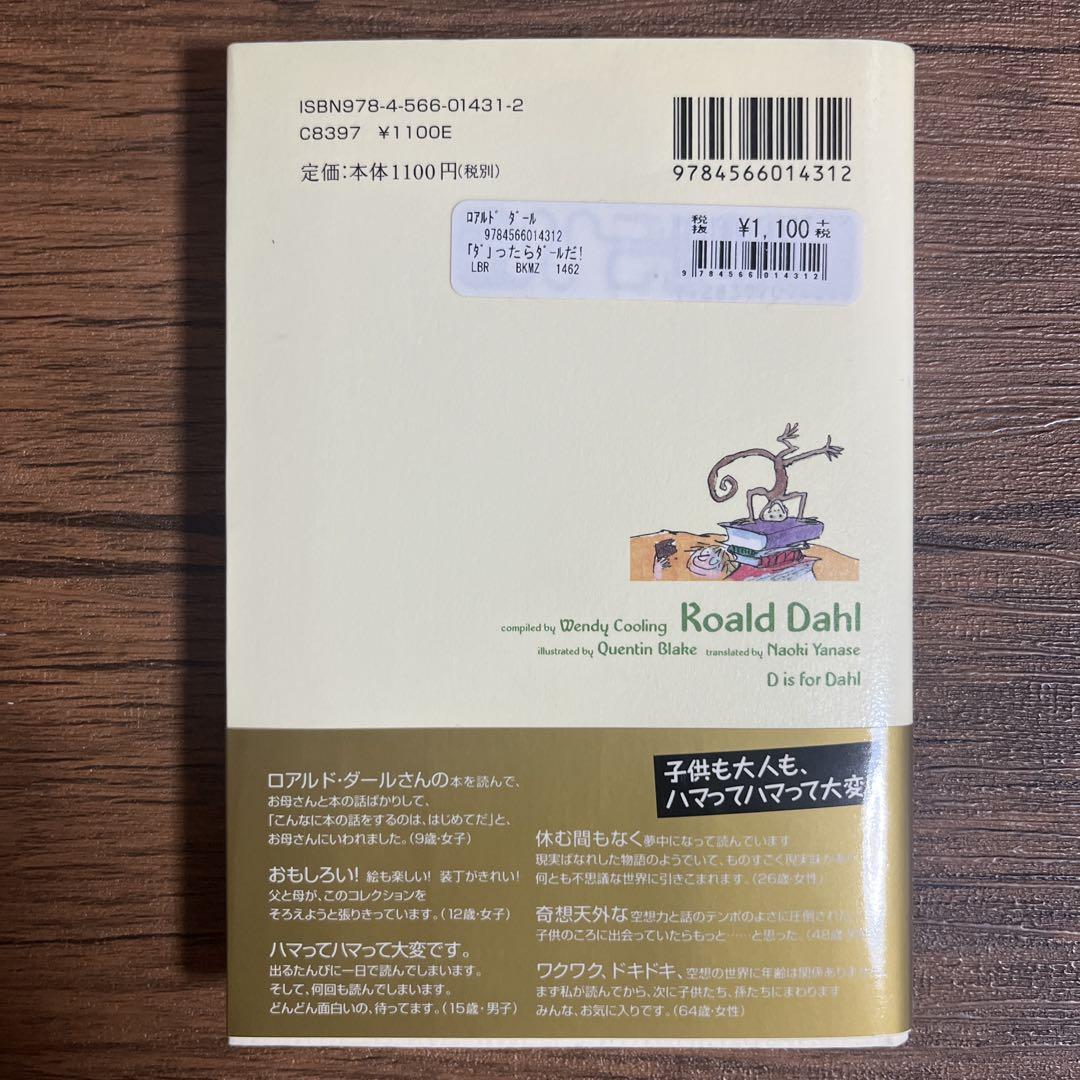 ISBN978-4-566-01431-2
C8397 ¥1100E
定価:本体1100円(税別)
9784566014312
ﾛｱﾙﾄﾞ ﾀﾞｰﾙ
9784566014312
「ﾀﾞ」ったらﾀﾞｰﾙだ!
LBR BKMZ 1462
税抜 ¥1,100+税
9784566014312
compiled by Wendy Cooling Roald Dahl
illustrated by Quentin Blake translated by Naoki Yanase
D is for Dahl
子供も大人も、
ハマってハマって大変
ロアルド・ダールさんの本を読んで、
お母さんと本の話ばかりして、
「こんなに本の話をするのは、はじめてだ」と、
お母さんにいわれました。(9歳・女子)
おもしろい! 絵も楽しい! 装丁がきれい!
父と母が、このコレクションを
そろえようと張りきっています。(12歳・女子)
ハマってハマって大変です。
出るたんびに一日で読んでしまいます。
そして、何回も読んでしまいます。
どんどん面白いの、待ってます。(15歳・男子)
休む間もなく夢中になって読んでいます
現実ばなれした物語のようでいて、ものすごく現実味が
何とも不思議な世界に引きこまれます。(26歳・女性)
奇想天外な空想力と話のテンポのよさに圧倒された。
子供のころに出会っていたらもっと……と思った。(48歳・
ワクワク、ドキドキ、空想の世界に年齢は関係ありません
まず私が読んでから、次に子供たち、孫たちにまわります
みんな、お気に入りです。(64歳・女性)